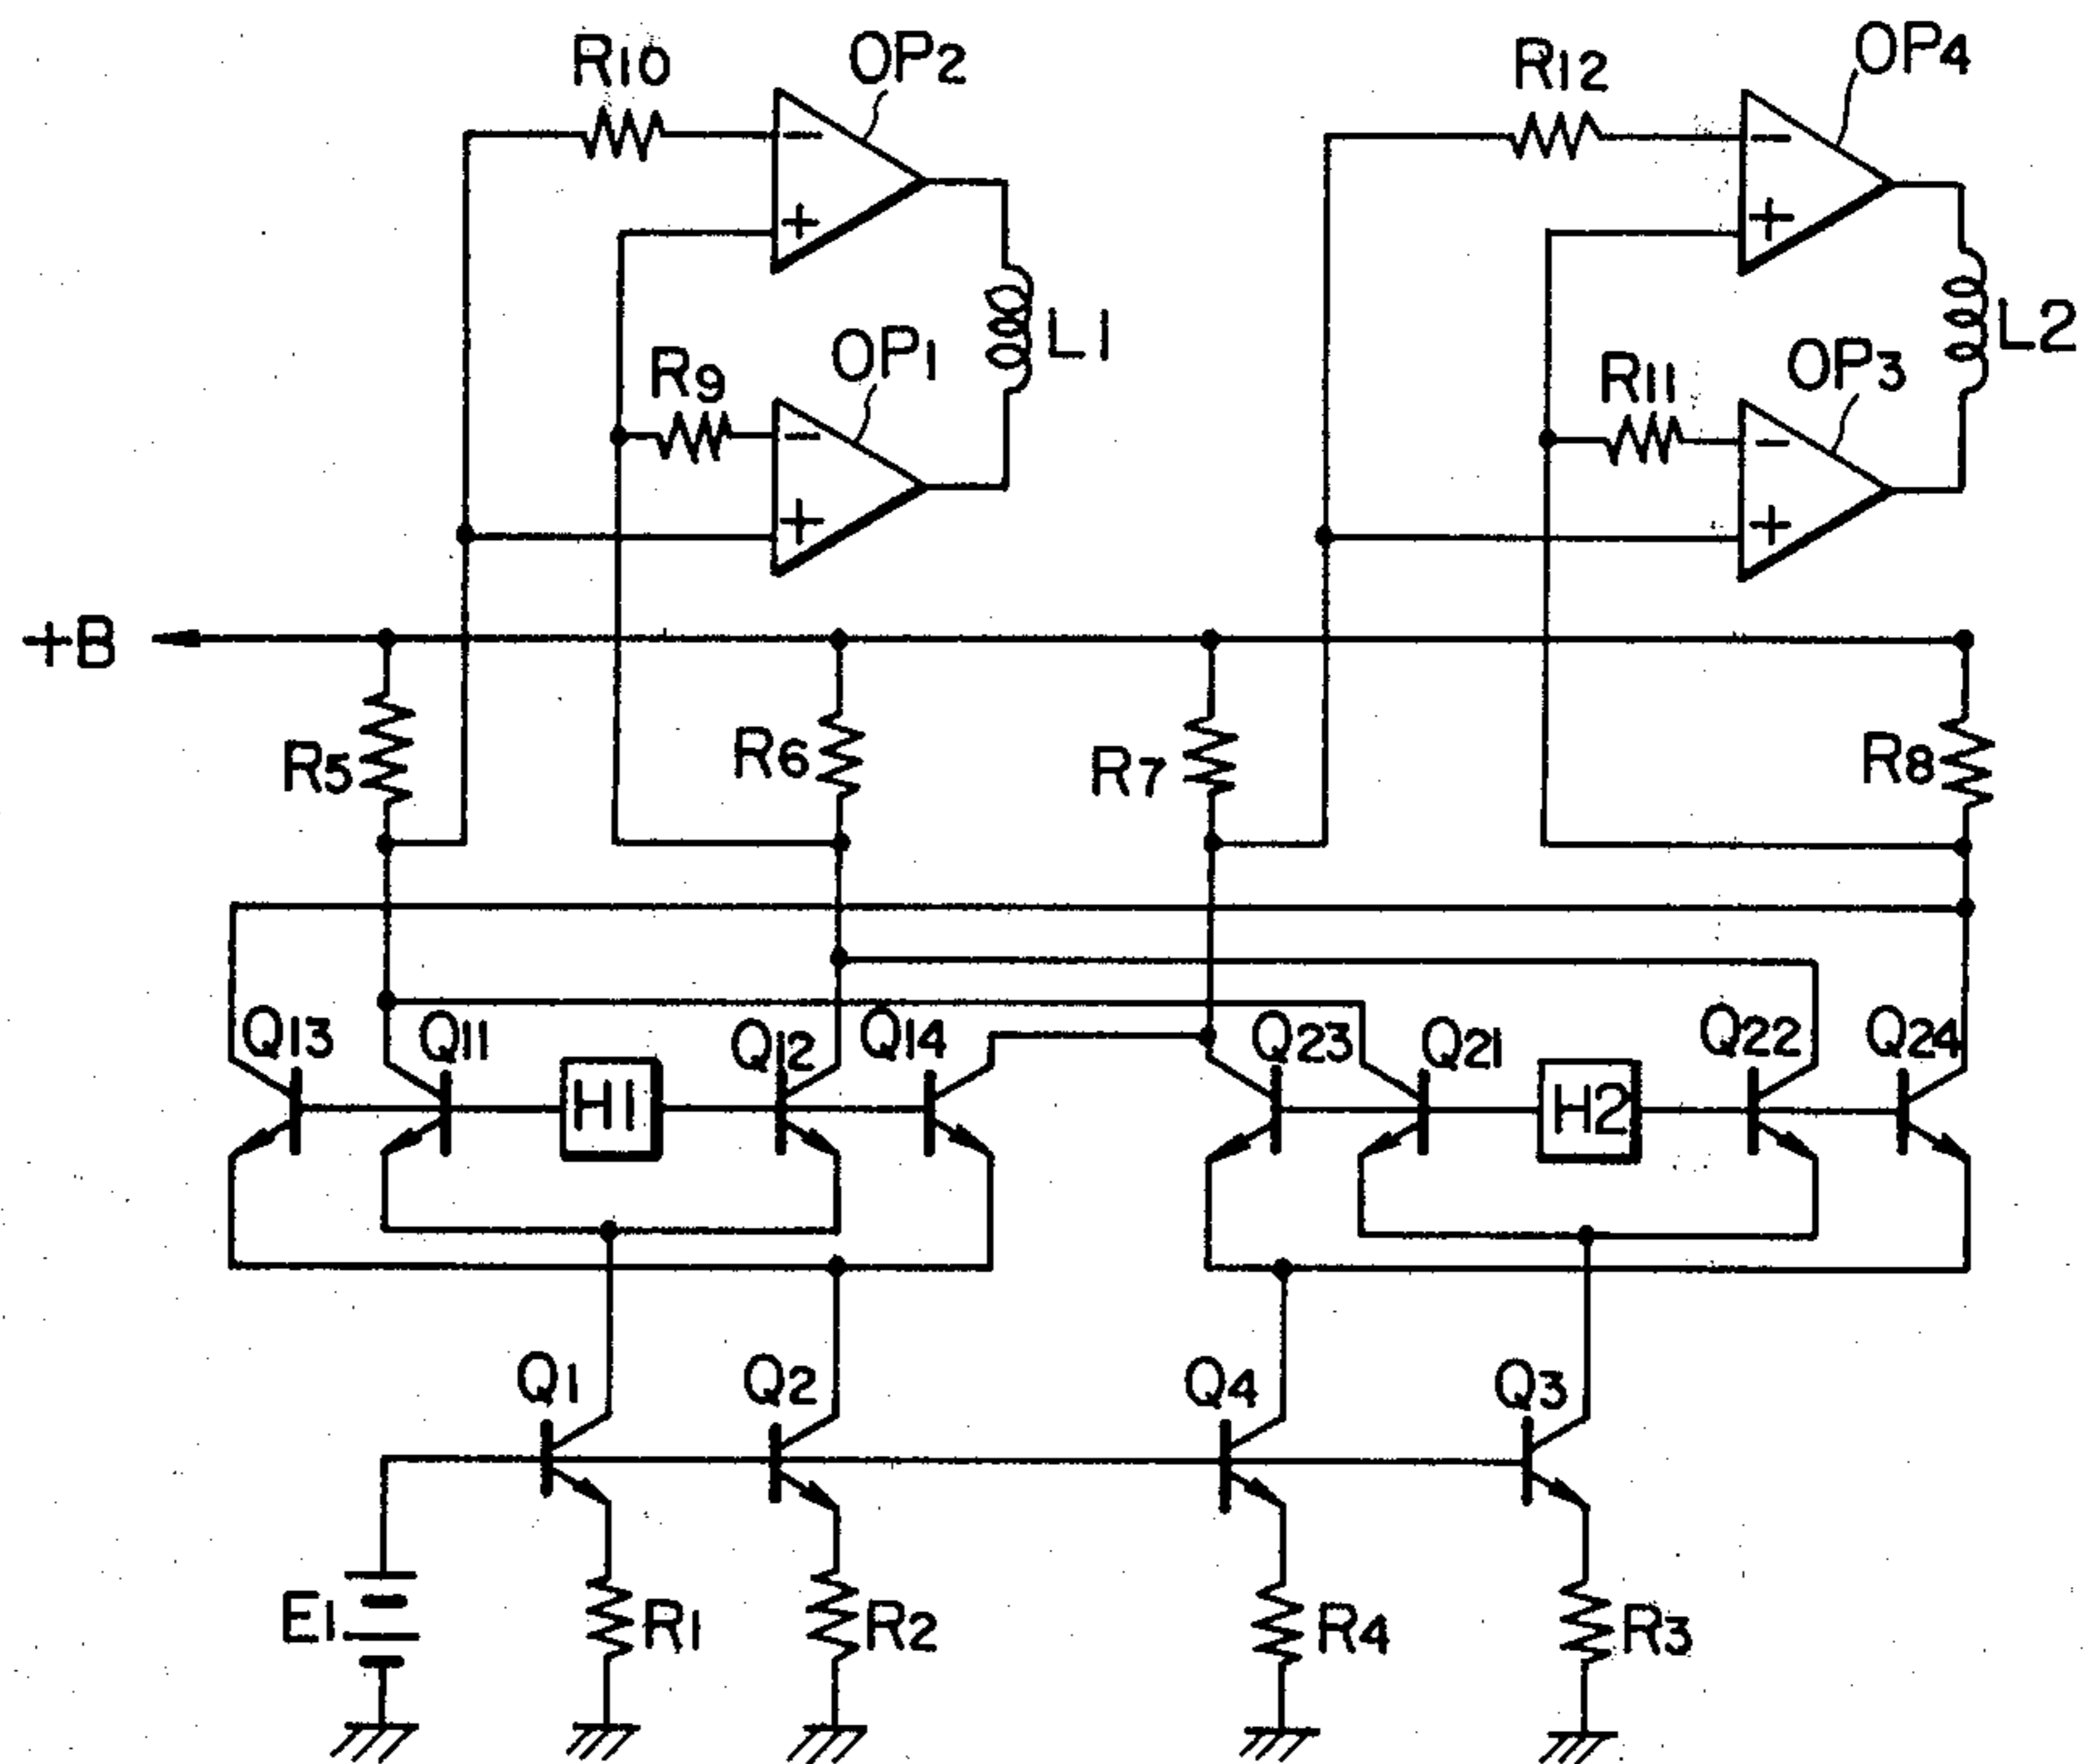 R10 OP2 R12 OP4
− −
+ +
L1 L2
R9 OP1 R11 OP3
− −
+ +
+B
R5 R6 R7 R8
Q13 Q11 Q12 Q14 Q23 Q21 Q22 Q24
H1 H2
Q1 Q2 Q4 Q3
E1 R1 R2 R4 R3